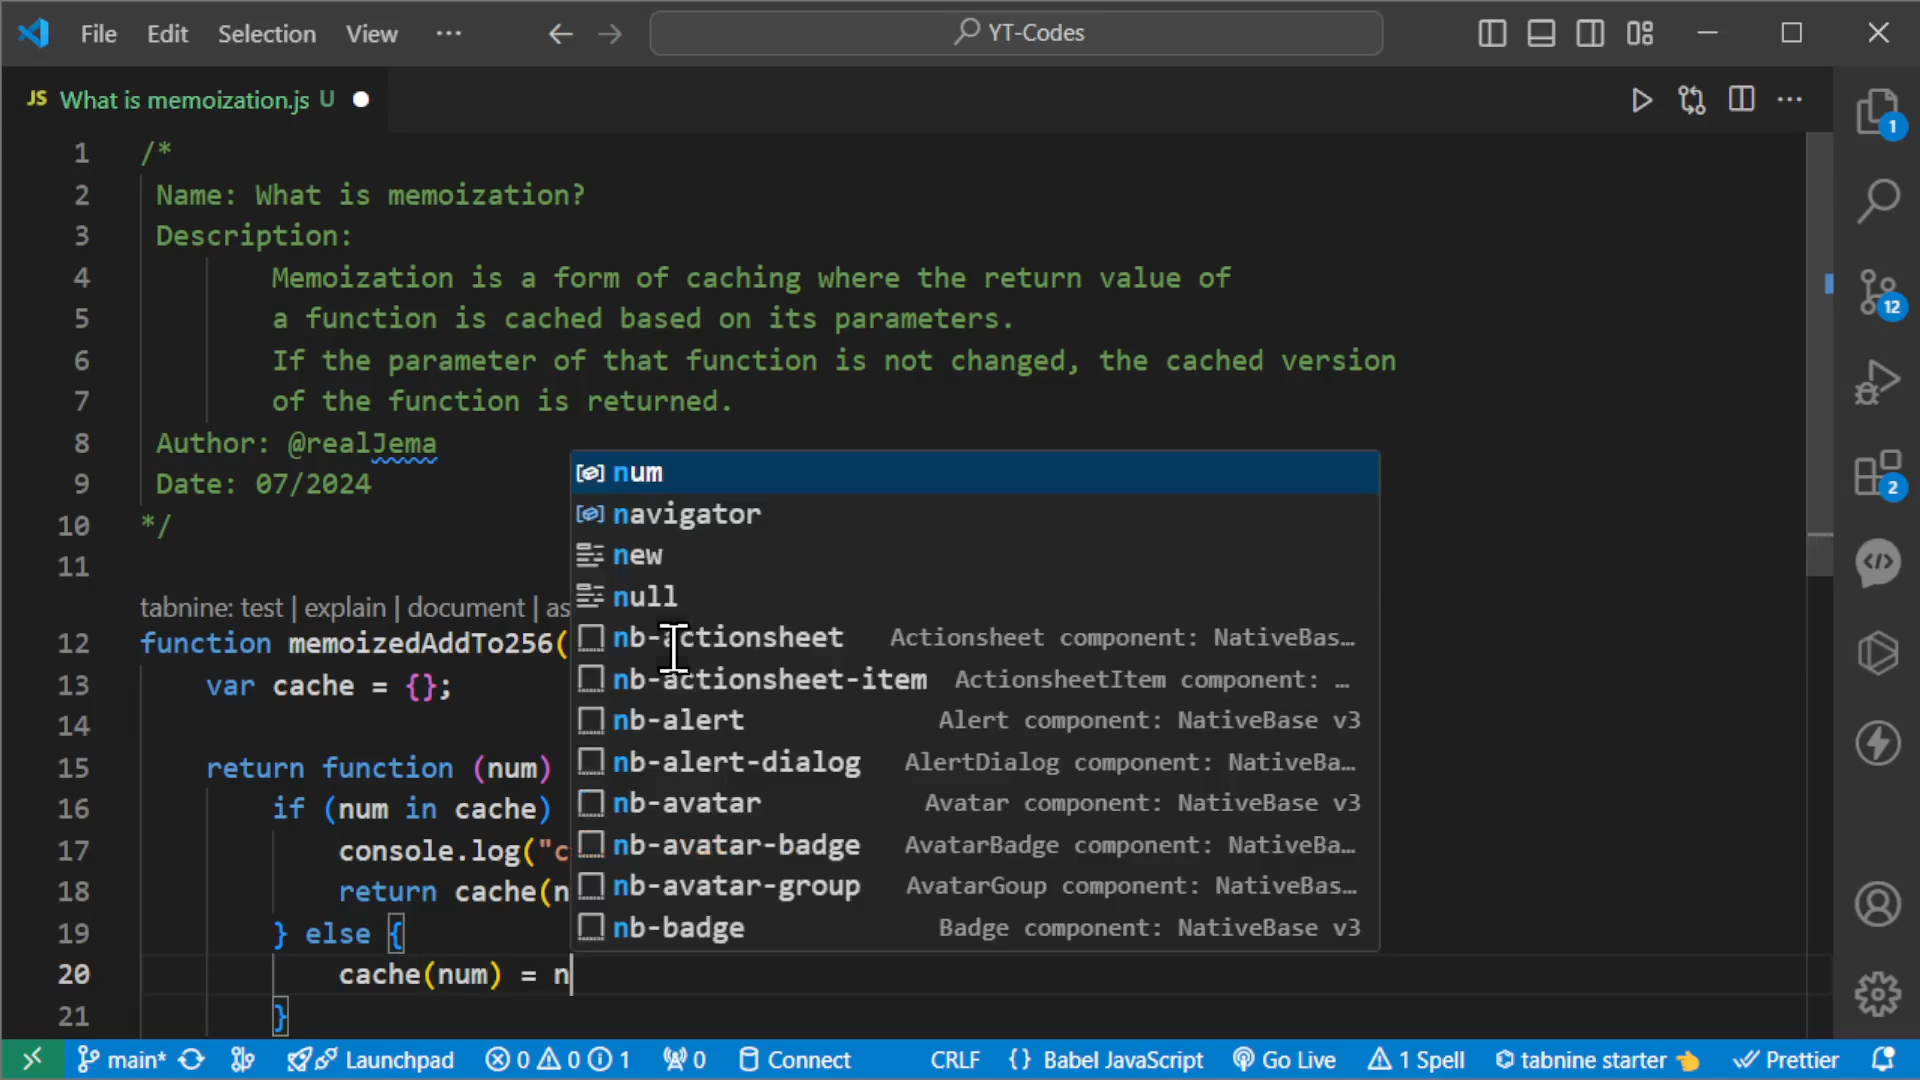 File Edit Selection View ··· YT-Codes
JS What is memoization.js U
1 /*
2 Name: What is memoization?
3 Description:
4 Memoization is a form of caching where the return value of
5 a function is cached based on its parameters.
6 If the parameter of that function is not changed, the cached version
7 of the function is returned.
8 Author: @realJema
9 Date: 07/2024
10 */
11
tabnine: test | explain | document | as
12 function memoizedAddTo256(
13 var cache = {};
14
15 return function (num)
16 if (num in cache)
17 console.log("c
18 return cache(n
19 } else {
20 cache(num) = n
21 }
num
navigator
new
null
nb-actionsheet Actionsheet component: NativeBas…
nb-actionsheet-item ActionsheetItem component: …
nb-alert Alert component: NativeBase v3
nb-alert-dialog AlertDialog component: NativeBa…
nb-avatar Avatar component: NativeBase v3
nb-avatar-badge AvatarBadge component: NativeBa…
nb-avatar-group AvatarGoup component: NativeBas…
nb-badge Badge component: NativeBase v3
1
12
2
main* Launchpad 0 0 1 0 Connect CRLF {} Babel JavaScript Go Live 1 Spell tabnine starter 👈 Prettier